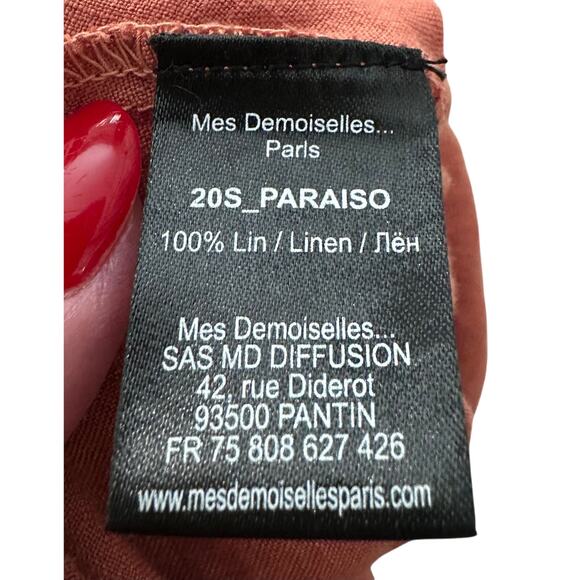 Mes Demoiselles...
Paris
20S_PARAISO
100% Lin / Linen / Лён
Mes Demoiselles...
SAS MD DIFFUSION
42, rue Diderot
93500 PANTIN
FR 75 808 627 426
www.mesdemoisellesparis.com